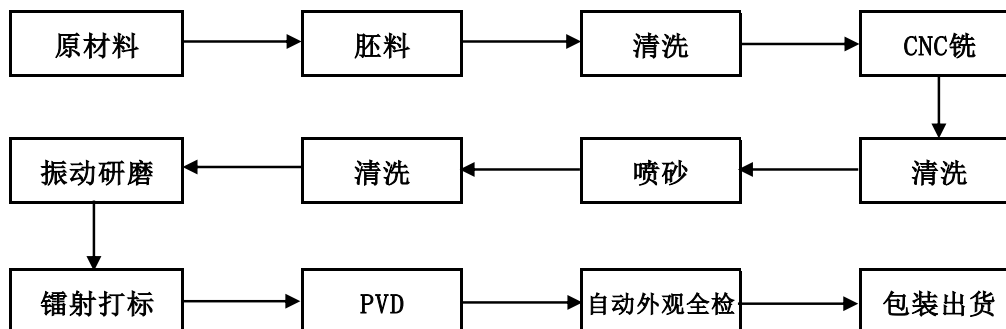 原材料
胚料
清洗
CNC铣
清洗
喷砂
清洗
振动研磨
镭射打标
PVD
自动外观全检
包装出货